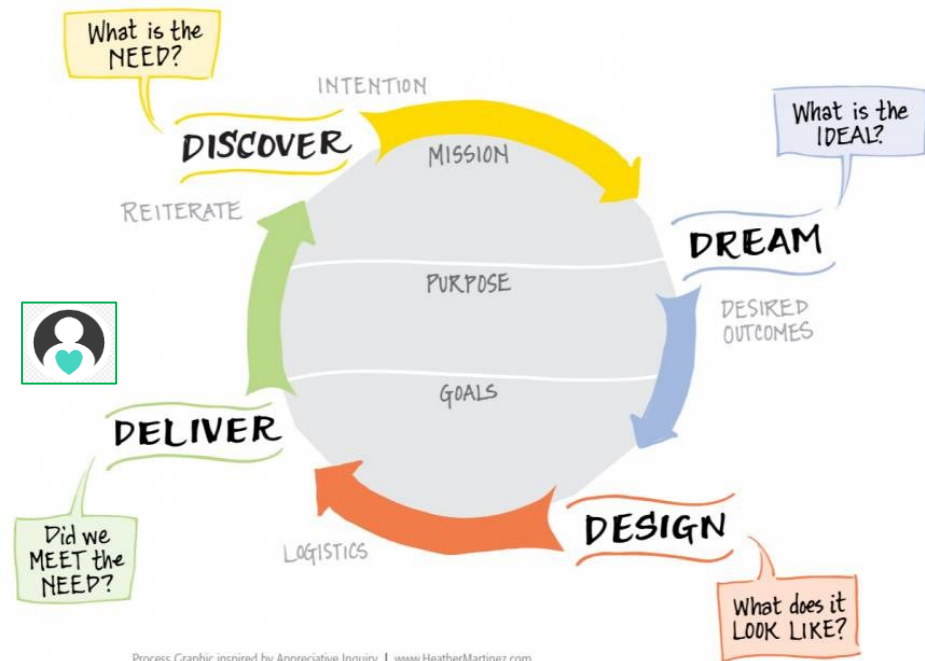 What is the
NEED?
INTENTION
DISCOVER
MISSION
What is the
IDEAL?
REITERATE
DREAM
PURPOSE
DESIRED
OUTCOMES
GOALS
DELIVER
DESIGN
Did we
MEET the
NEED?
LOGISTICS
What does it
LOOK LIKE?
Process Graphic inspired by Appreciative Inquiry | www.HeatherMartinez.com